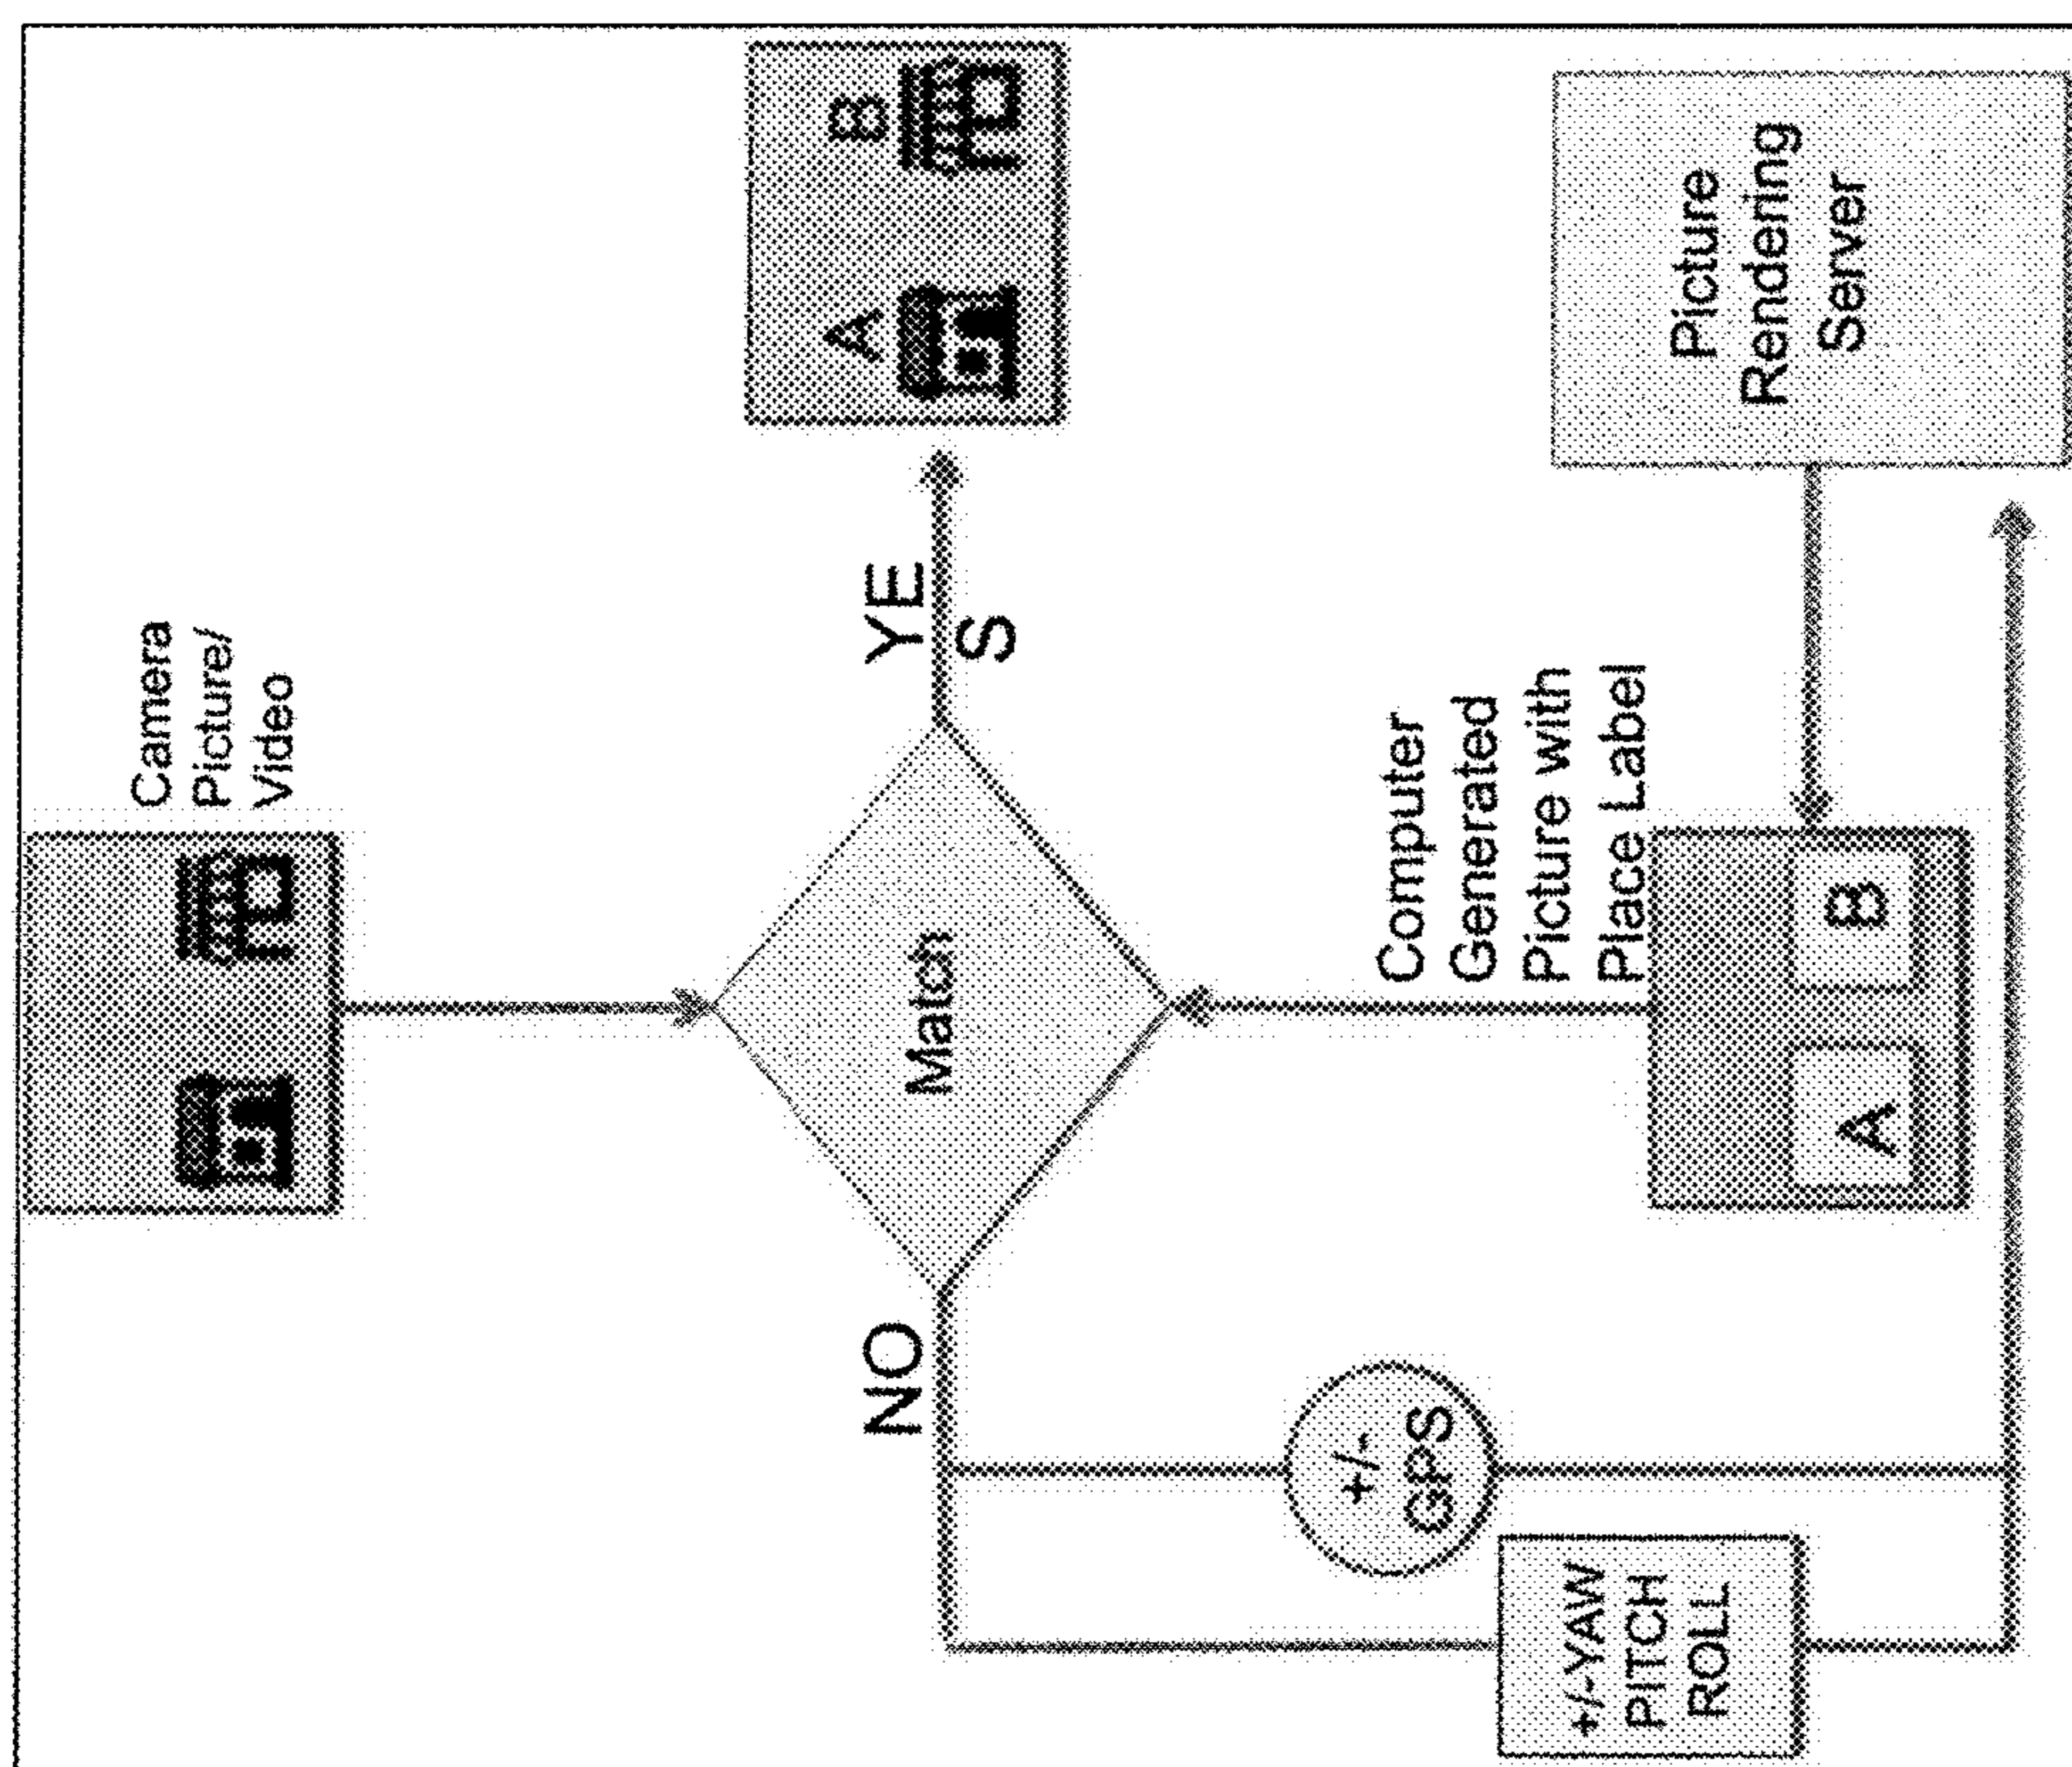 Camera
Picture/
Video
A
B
YE
S
Match
NO
Computer
Generated
Picture with
Place Label
A
B
Picture
Rendering
Server
+/-
GPS
+/-YAW
PITCH
ROLL